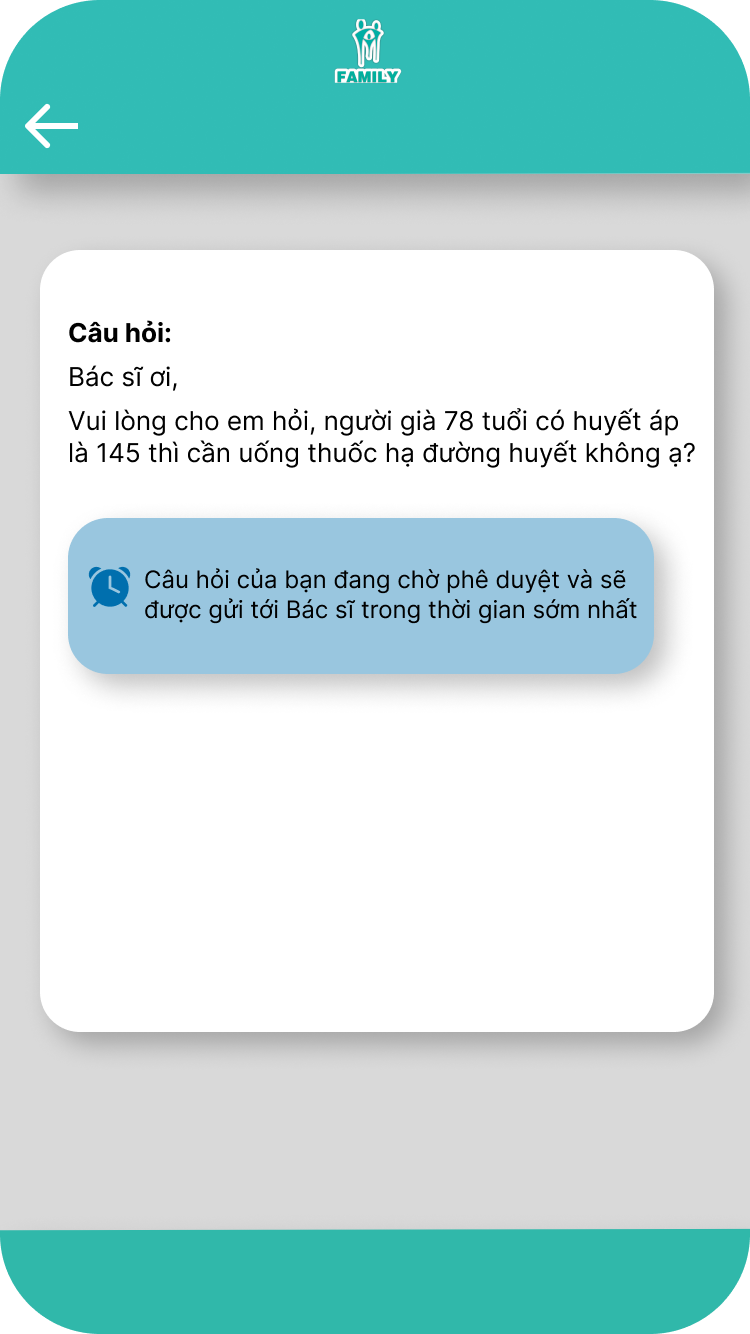 FAMILY
Câu hỏi:
Bác sĩ ơi,
Vui lòng cho em hỏi, người già 78 tuổi có huyết áp
là 145 thì cần uống thuốc hạ đường huyết không ạ?
Câu hỏi của bạn đang chờ phê duyệt và sẽ
được gửi tới Bác sĩ trong thời gian sớm nhất